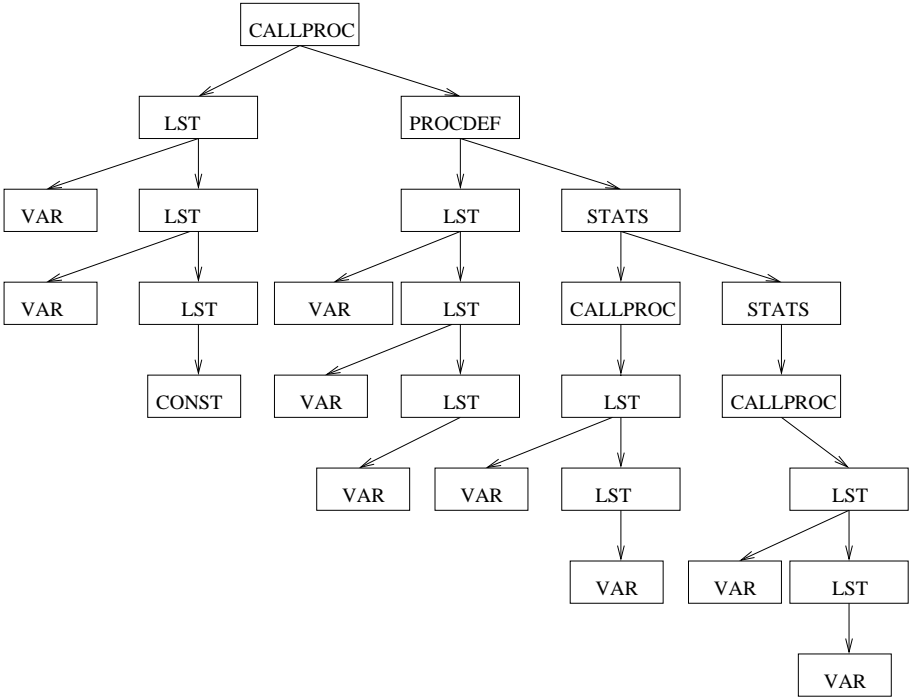 CALLPROC
LST PROCDEF
VAR LST LST STATS
VAR LST VAR LST CALLPROC STATS
CONST VAR LST LST CALLPROC
VAR VAR LST LST
VAR VAR LST
VAR